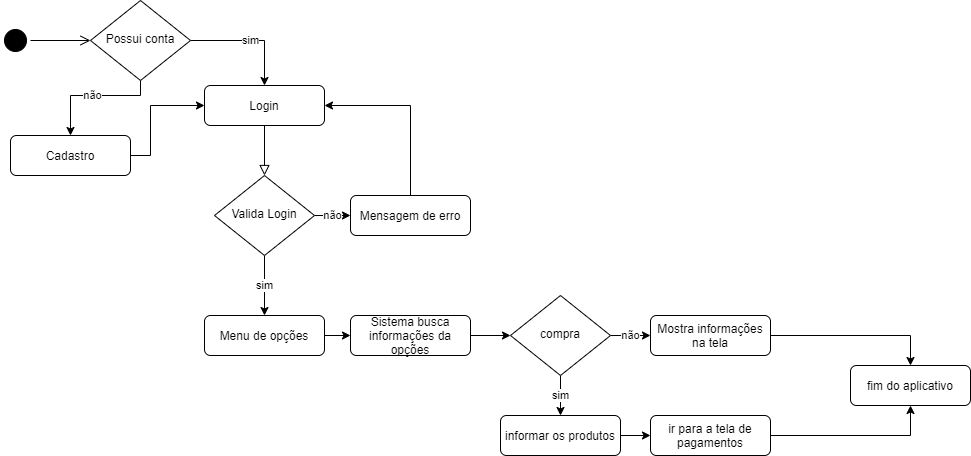 Possui conta
sim
não
Login
Cadastro
Valida Login
não
Mensagem de erro
sim
Menu de opções
Sistema busca
informações da
opções
compra
não
Mostra informações
na tela
sim
fim do aplicativo
informar os produtos
ir para a tela de
pagamentos